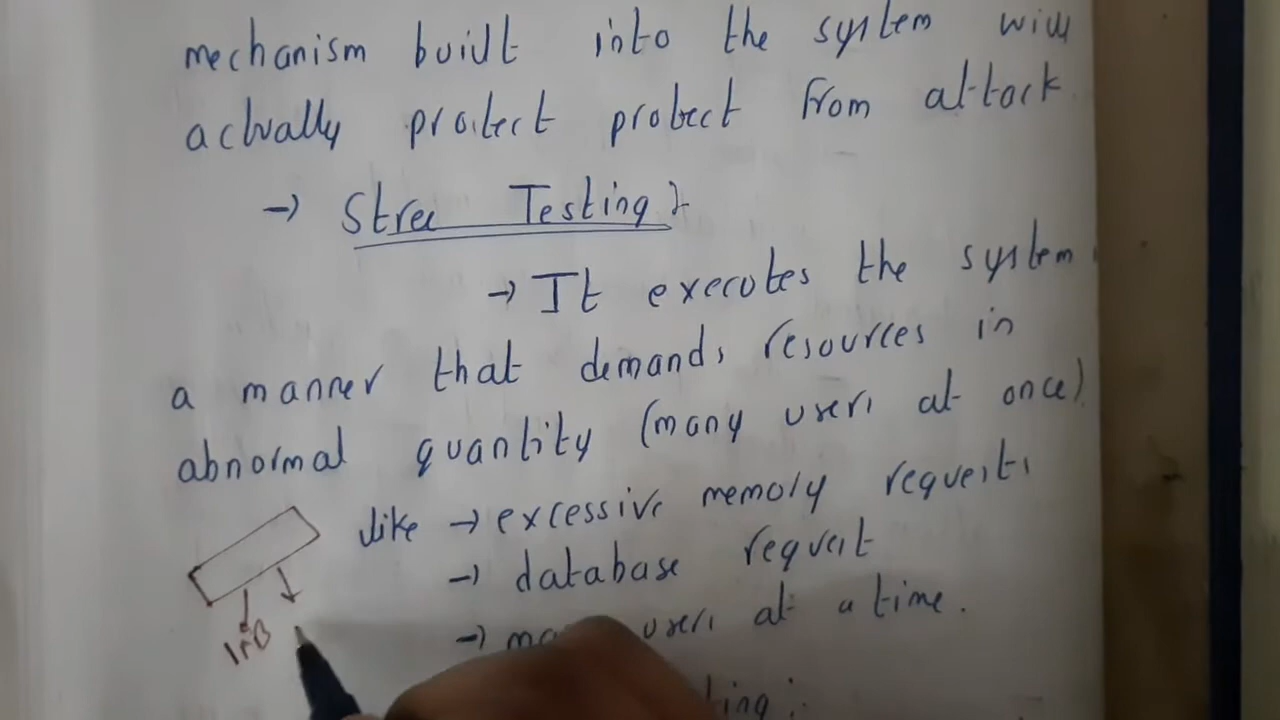 mechanism built into the system will
actually protect protect from attack
→ Stress Testing :
→ It executes the system
a manner that demands resources in
abnormal quantity (many users at once)
like → excessive memory requests
→ database request
→ users at a time.